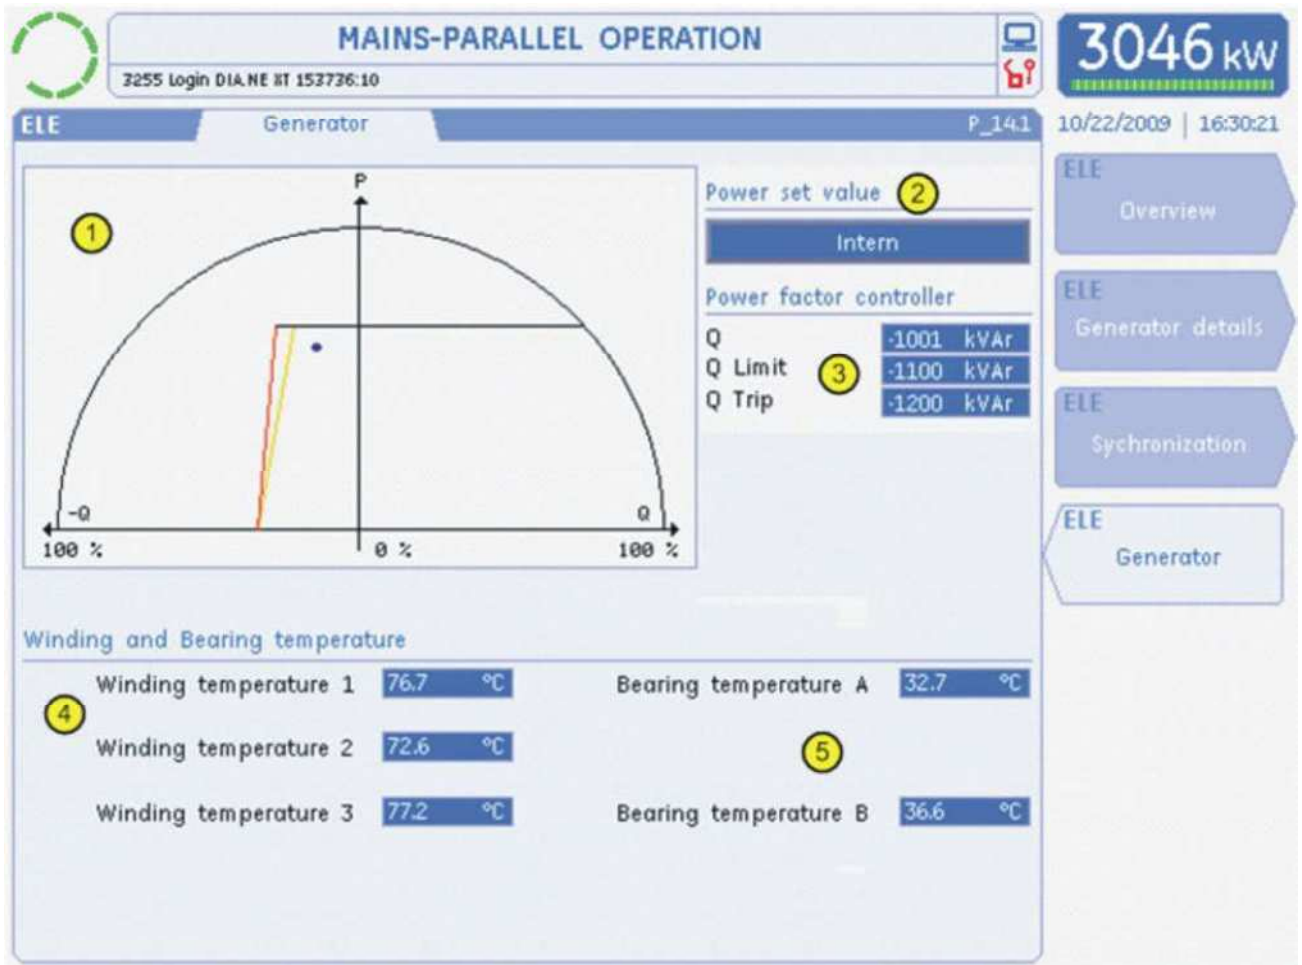 MAINS-PARALLEL OPERATION
3046 kW
3255 Login DIA.NE XT 153736:10
ELE Generator P_14.1
10/22/2009 | 16:30:21
P
1
-Q Q
100 % 0 % 100 %
Power set value 2
Intern
Power factor controller
Q -1001 kVAr
Q Limit -1100 kVAr
3
Q Trip -1200 kVAr
ELE
Overview
ELE
Generator details
ELE
Sychronization
ELE
Generator
Winding and Bearing temperature
Winding temperature 1 76.7 °C Bearing temperature A 32.7 °C
4
Winding temperature 2 72.6 °C
5
Winding temperature 3 77.2 °C Bearing temperature B 36.6 °C